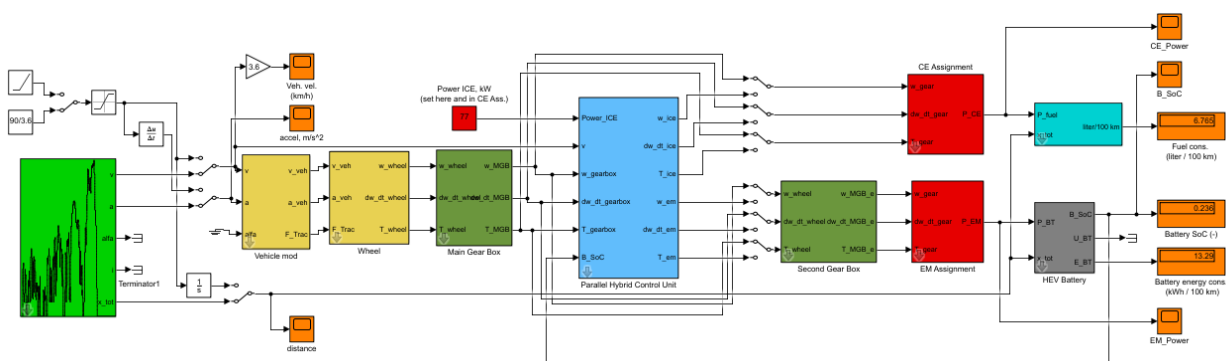 CE_Power
B_SoC
3.6
Veh. vel.
(km/h)
accel, m/s^2
90/3.6
Δu
Δt
Power ICE, kW
(set here and in CE Ass.)
77
CE Assignment
w_gear
dw_dt_gear
T_gear
P_CE
P_fuel
x_tot
liter/100 km
6.765
Fuel cons.
(liter / 100 km)
v
a
alfa
i
x_tot
Terminator1
v
a
alfa
v_veh
a_veh
F_Trac
Vehicle mod
v_veh
a_veh
F_Trac
w_wheel
dw_dt_wheel
T_wheel
Wheel
w_wheel
dw_dt_wheel
T_wheel
w_MGB
dw_dt_MGB
T_MGB
Main Gear Box
Power_ICE
v
w_gearbox
dw_dt_gearbox
T_gearbox
B_SoC
w_ice
dw_dt_ice
T_ice
w_em
dw_dt_em
T_em
Parallel Hybrid Control Unit
w_wheel
dw_dt_wheel
T_wheel
w_MGB_e
dw_dt_MGB_e
T_MGB_e
Second Gear Box
w_gear
dw_dt_gear
T_gear
P_EM
EM Assignment
P_BT
x_tot
B_SoC
U_BT
E_BT
HEV Battery
0.236
Battery SoC (-)
13.29
Battery energy cons
(kWh / 100 km)
EM_Power
1
s
distance